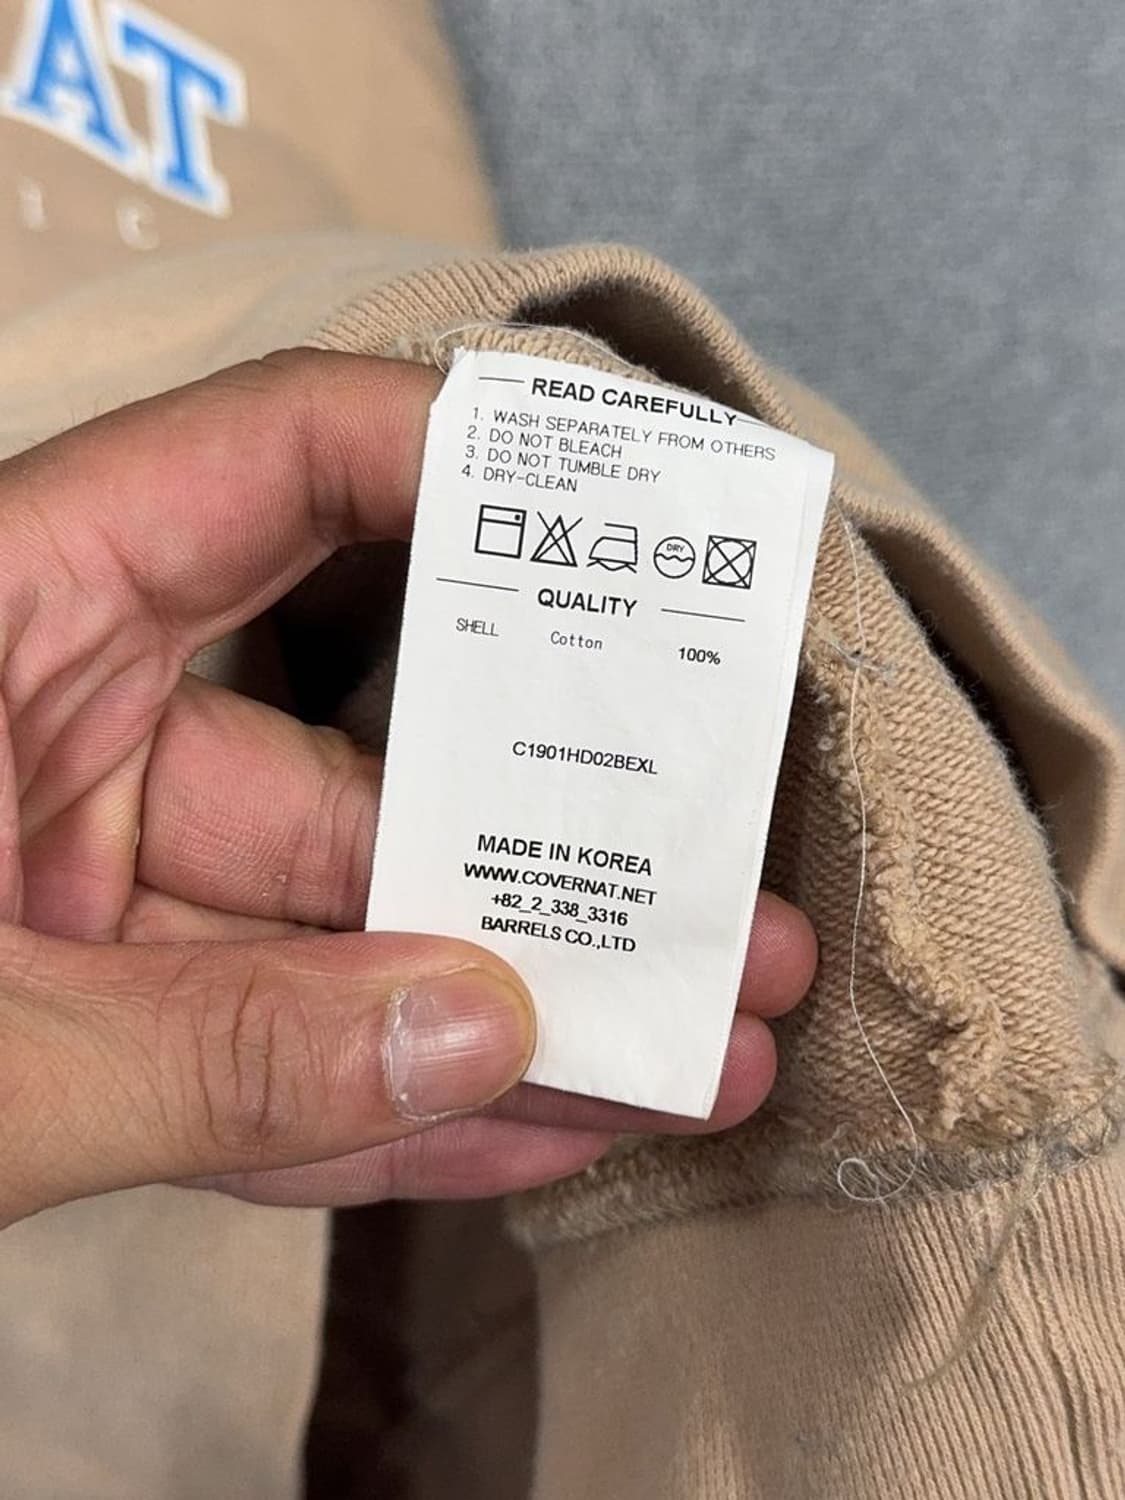 AT
READ CAREFULLY
1. WASH SEPARATELY FROM OTHERS
2. DO NOT BLEACH
3. DO NOT TUMBLE DRY
4. DRY-CLEAN
DRY
QUALITY
SHELL Cotton 100%
C1901HD02BEXL
MADE IN KOREA
WWW.COVERNAT.NET
+82_2_338_3316
BARRELS CO.,LTD